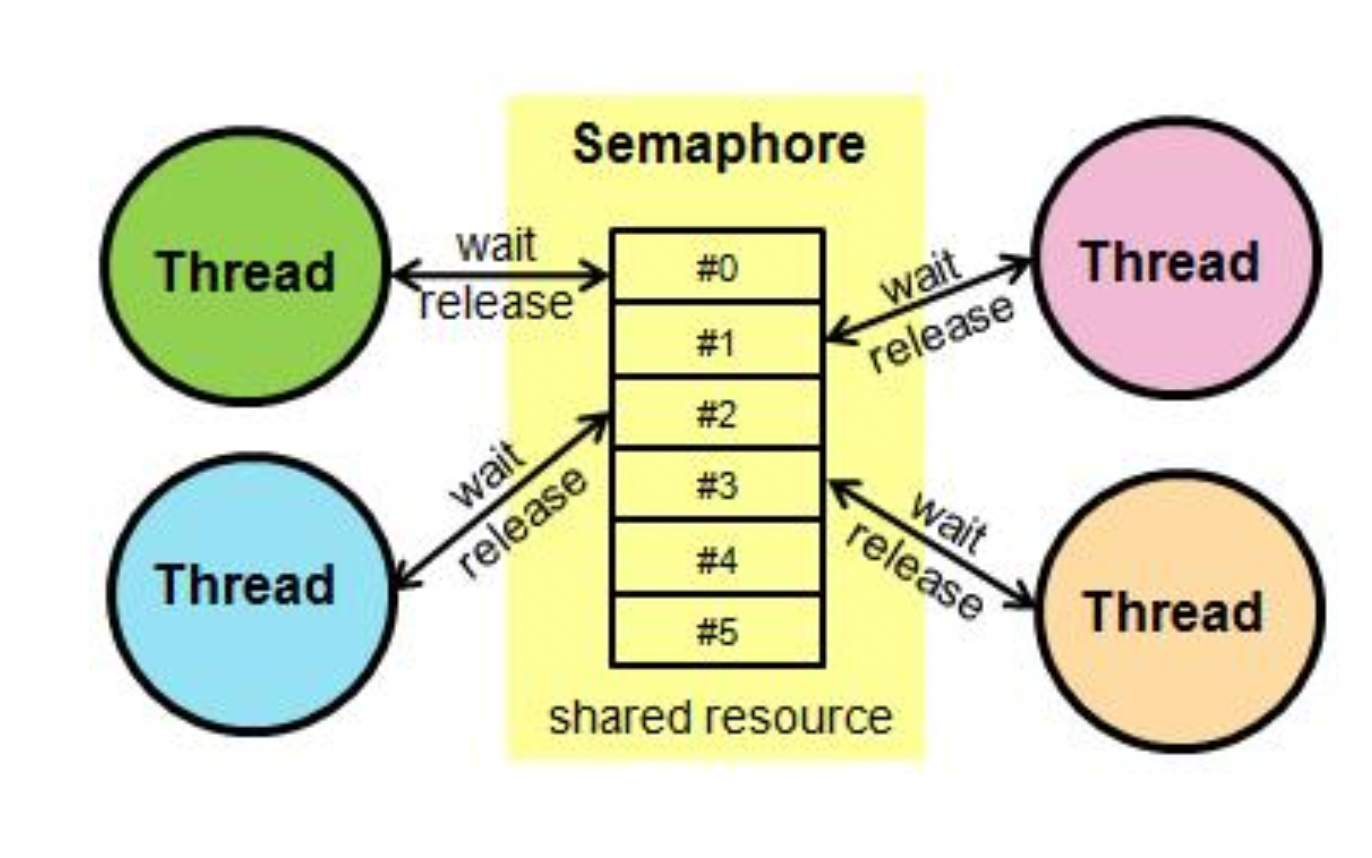 Semaphore
Thread
wait
release
#0
#1
#2
#3
#4
#5
wait
release
Thread
Thread
wait
release
wait
release
Thread
shared resource